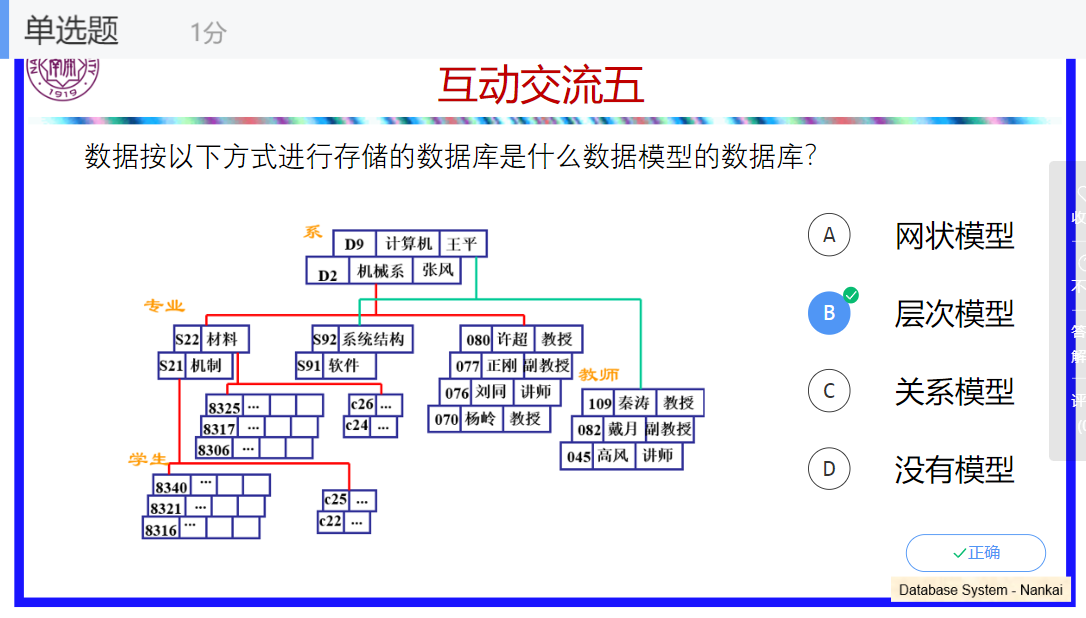 单选题 1分
1919
互动交流五
数据按以下方式进行存储的数据库是什么数据模型的数据库?
系
D9 计算机 王平
D2 机械系 张风
专业
S22 材料
S21 机制
S92 系统结构
S91 软件
080 许超 教授
077 正刚 副教授
076 刘同 讲师
070 杨岭 教授
教师
109 秦涛 教授
082 戴月 副教授
045 高风 讲师
8325 ...
8317 ...
8306 ...
c26 ...
c24 ...
学生
8340 ...
8321 ...
8316 ...
c25 ...
c22 ...
A 网状模型
B 层次模型
C 关系模型
D 没有模型
正确
Database System - Nankai